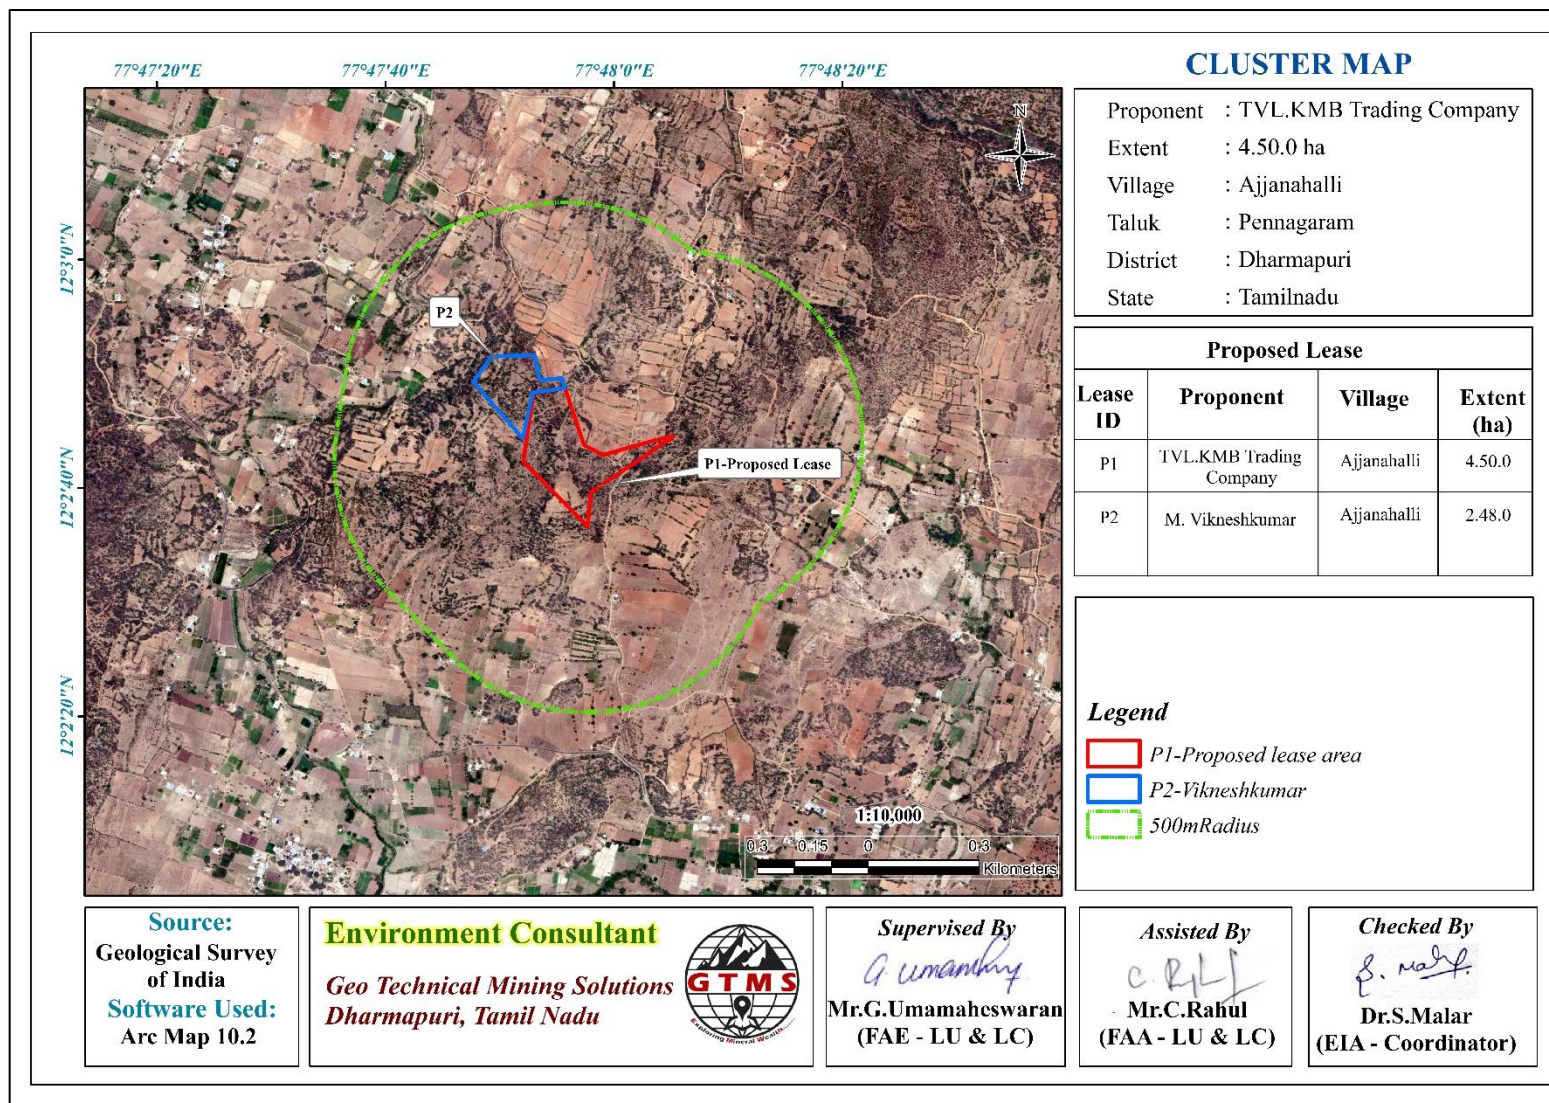 CLUSTER MAP
77°47'20"E 77°47'40"E 77°48'0"E 77°48'20"E
12°3'0"N
12°2'40"N
12°2'20"N
N
P2
P1-Proposed Lease
1:10,000
0.3 0.15 0 0.3
Kilometers
Proponent : TVL.KMB Trading Company
Extent : 4.50.0 ha
Village : Ajjanahalli
Taluk : Pennagaram
District : Dharmapuri
State : Tamilnadu
Proposed Lease
Lease ID Proponent Village Extent (ha)
P1 TVL.KMB Trading Company Ajjanahalli 4.50.0
P2 M. Vikneshkumar Ajjanahalli 2.48.0
Legend
P1-Proposed lease area
P2-Vikneshkumar
500mRadius
Source:
Geological Survey
of India
Software Used:
Arc Map 10.2
Environment Consultant
Geo Technical Mining Solutions
Dharmapuri, Tamil Nadu
GTMS
Exploring Mineral Wealth......
Supervised By
Mr.G.Umamaheswaran
(FAE - LU & LC)
Assisted By
Mr.C.Rahul
(FAA - LU & LC)
Checked By
Dr.S.Malar
(EIA - Coordinator)